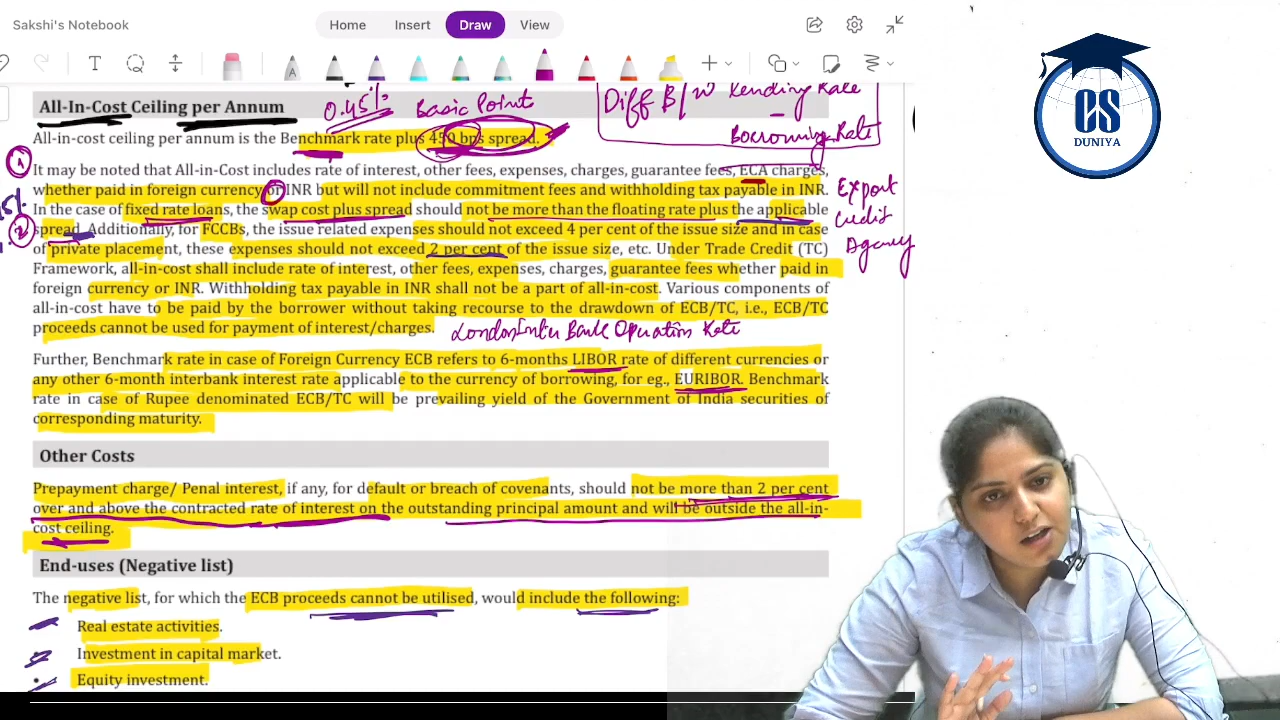 Sakshi's Notebook
Home Insert Draw View
CS
DUNIYA
All-In-Cost Ceiling per Annum
0.45% Basic Point
Diff B/w Lending Rate
–
Borrowing Rate
All-in-cost ceiling per annum is the Benchmark rate plus 450 bps spread.
1
It may be noted that All-in-Cost includes rate of interest, other fees, expenses, charges, guarantee fees, ECA charges,
whether paid in foreign currency or INR but will not include commitment fees and withholding tax payable in INR.
In the case of fixed rate loans, the swap cost plus spread should not be more than the floating rate plus the applicable
spread. Additionally, for FCCBs, the issue related expenses should not exceed 4 per cent of the issue size and in case
of private placement, these expenses should not exceed 2 per cent of the issue size, etc. Under Trade Credit (TC)
Framework, all-in-cost shall include rate of interest, other fees, expenses, charges, guarantee fees whether paid in
foreign currency or INR. Withholding tax payable in INR shall not be a part of all-in-cost. Various components of
all-in-cost have to be paid by the borrower without taking recourse to the drawdown of ECB/TC, i.e., ECB/TC
proceeds cannot be used for payment of interest/charges.
Export
Credit
Agency
5%
2
London Inter Bank Operation Rate
Further, Benchmark rate in case of Foreign Currency ECB refers to 6-months LIBOR rate of different currencies or
any other 6-month interbank interest rate applicable to the currency of borrowing, for eg., EURIBOR. Benchmark
rate in case of Rupee denominated ECB/TC will be prevailing yield of the Government of India securities of
corresponding maturity.
Other Costs
Prepayment charge/ Penal interest, if any, for default or breach of covenants, should not be more than 2 per cent
over and above the contracted rate of interest on the outstanding principal amount and will be outside the all-in-
cost ceiling.
End-uses (Negative list)
The negative list, for which the ECB proceeds cannot be utilised, would include the following:
Real estate activities.
Investment in capital market.
• Equity investment.